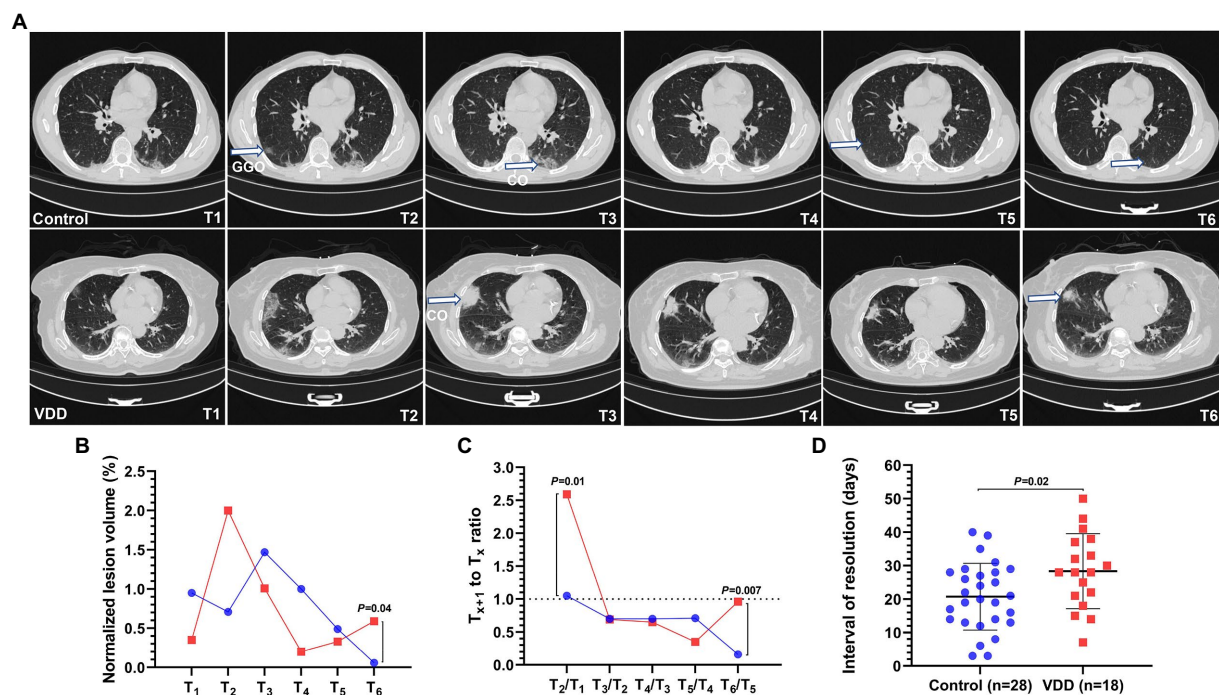 A
GGO
CO
Control T1 T2 T3 T4 T5 T6
CO
VDD T1 T2 T3 T4 T5 T6
B
Normalized lesion volume (%)
2.5
2.0
1.5
1.0
0.5
0.0
P=0.04
T1 T2 T3 T4 T5 T6
C
Tx+1 to Tx ratio
3.0
2.5
2.0
1.5
1.0
0.5
0.0
P=0.01
P=0.007
T2/T1 T3/T2 T4/T3 T5/T4 T6/T5
D
Interval of resolution (days)
60
50
40
30
20
10
0
P=0.02
Control (n=28) VDD (n=18)